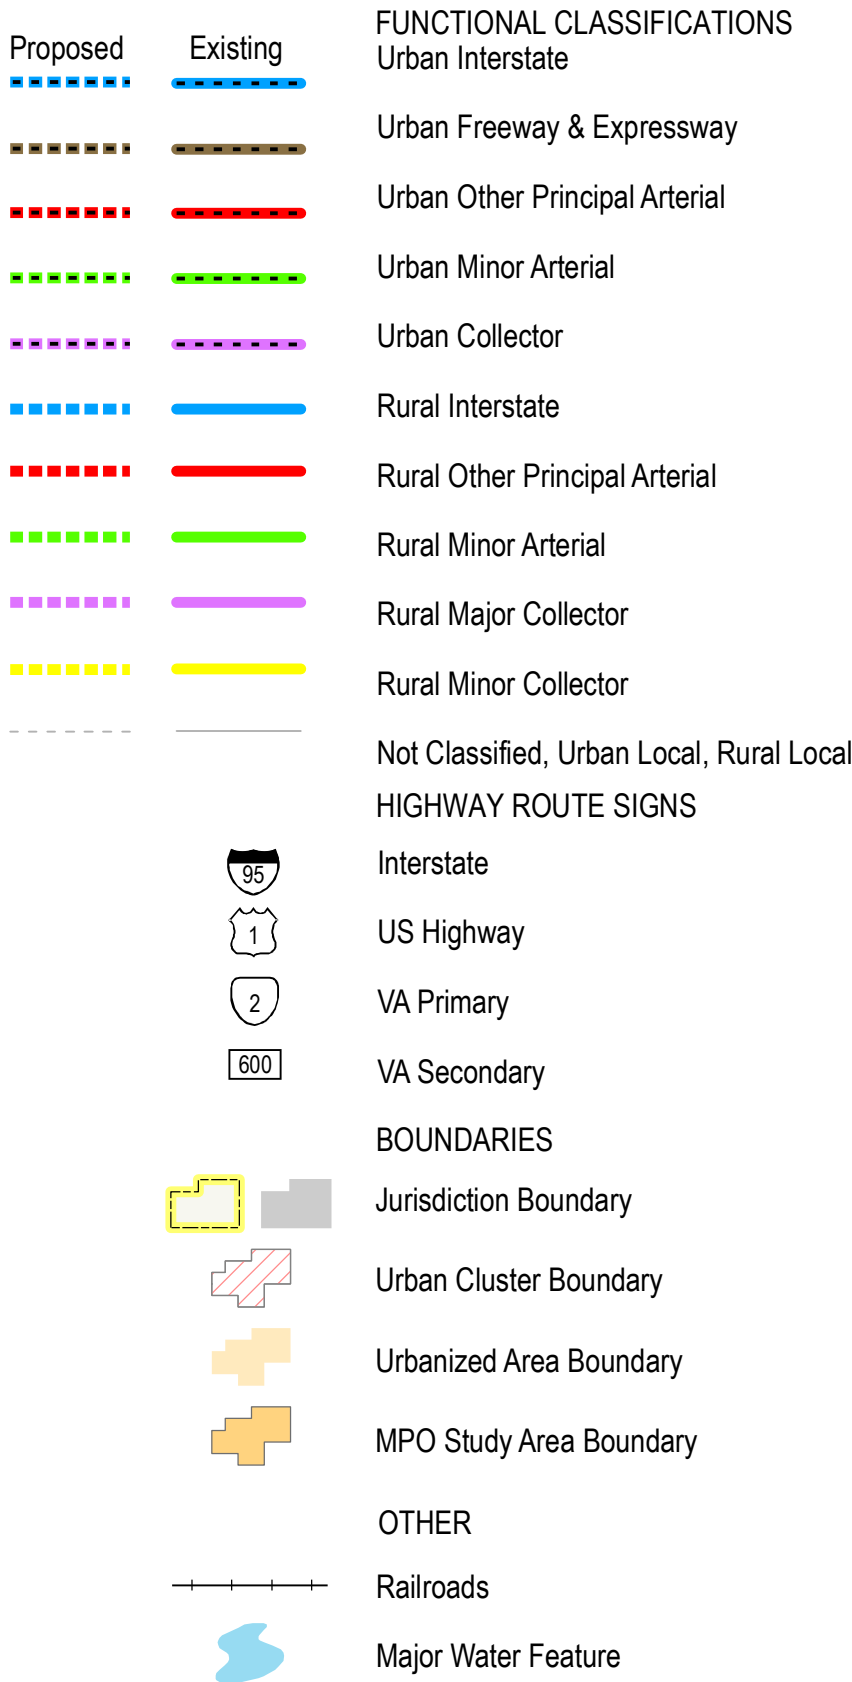 FUNCTIONAL CLASSIFICATIONS
Proposed Existing
Urban Interstate
Urban Freeway & Expressway
Urban Other Principal Arterial
Urban Minor Arterial
Urban Collector
Rural Interstate
Rural Other Principal Arterial
Rural Minor Arterial
Rural Major Collector
Rural Minor Collector
Not Classified, Urban Local, Rural Local
HIGHWAY ROUTE SIGNS
95 Interstate
1 US Highway
2 VA Primary
600 VA Secondary
BOUNDARIES
Jurisdiction Boundary
Urban Cluster Boundary
Urbanized Area Boundary
MPO Study Area Boundary
OTHER
Railroads
Major Water Feature